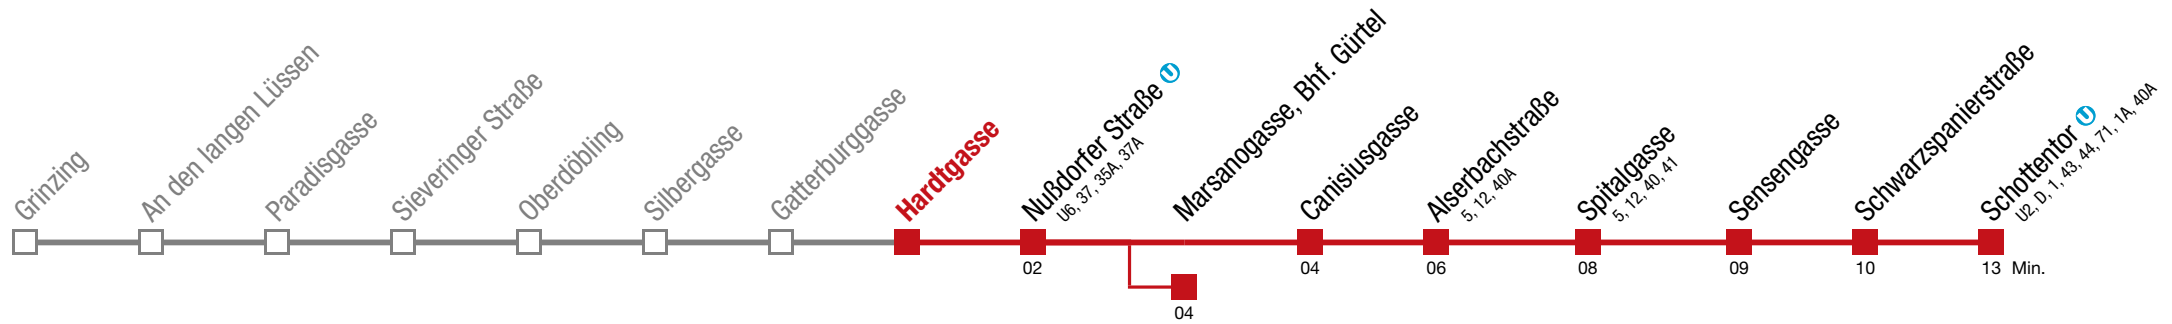 Grinzing
An den langen Lüssen
Paradisgasse
Sieveringer Straße
Oberdöbling
Silbergasse
Gatterburggasse
Hardtgasse
Nußdorfer Straße U
U6, 37, 35A, 37A
02
Marsanogasse, Bhf. Gürtel
04
Canisiusgasse
04
Alserbachstraße
5, 12, 40A
06
Spitalgasse
5, 12, 40, 41
08
Sensengasse
09
Schwarzspanierstraße
10
Schottentor U
U2, D, 1, 43, 44, 71, 1A, 40A
13 Min.